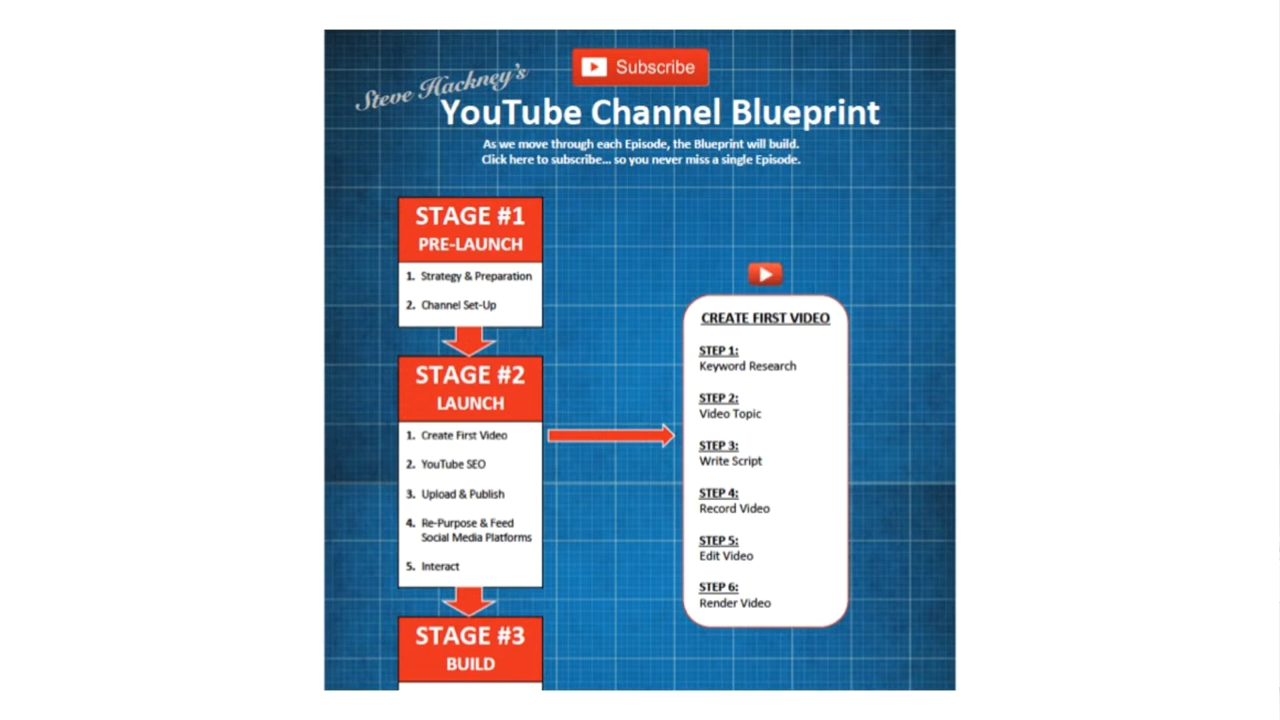 Subscribe
Steve Hackney's
YouTube Channel Blueprint
As we move through each Episode, the Blueprint will build.
Click here to subscribe... so you never miss a single Episode.
STAGE #1
PRE-LAUNCH
1. Strategy & Preparation
2. Channel Set-Up
STAGE #2
LAUNCH
1. Create First Video
2. YouTube SEO
3. Upload & Publish
4. Re-Purpose & Feed
Social Media Platforms
5. Interact
STAGE #3
BUILD
CREATE FIRST VIDEO
STEP 1:
Keyword Research
STEP 2:
Video Topic
STEP 3:
Write Script
STEP 4:
Record Video
STEP 5:
Edit Video
STEP 6:
Render Video